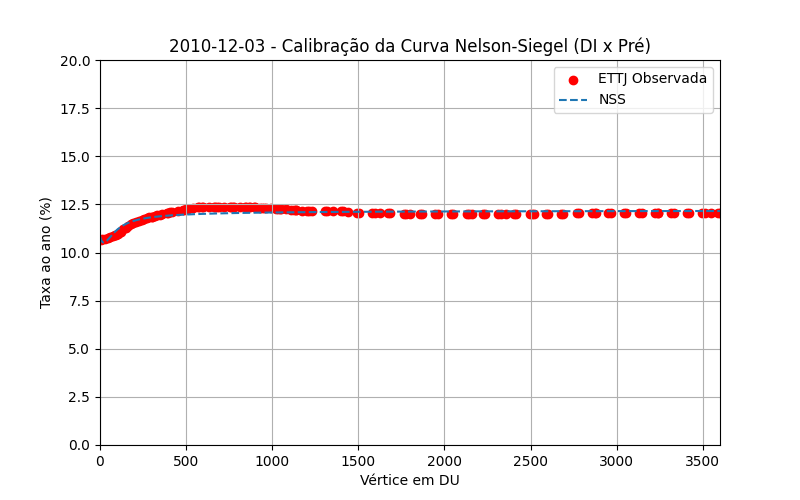 2010-12-03 - Calibração da Curva Nelson-Siegel (DI x Pré)
ETTJ Observada
NSS
Taxa ao ano (%)
20.0
17.5
15.0
12.5
10.0
7.5
5.0
2.5
0.0
0 500 1000 1500 2000 2500 3000 3500
Vértice em DU